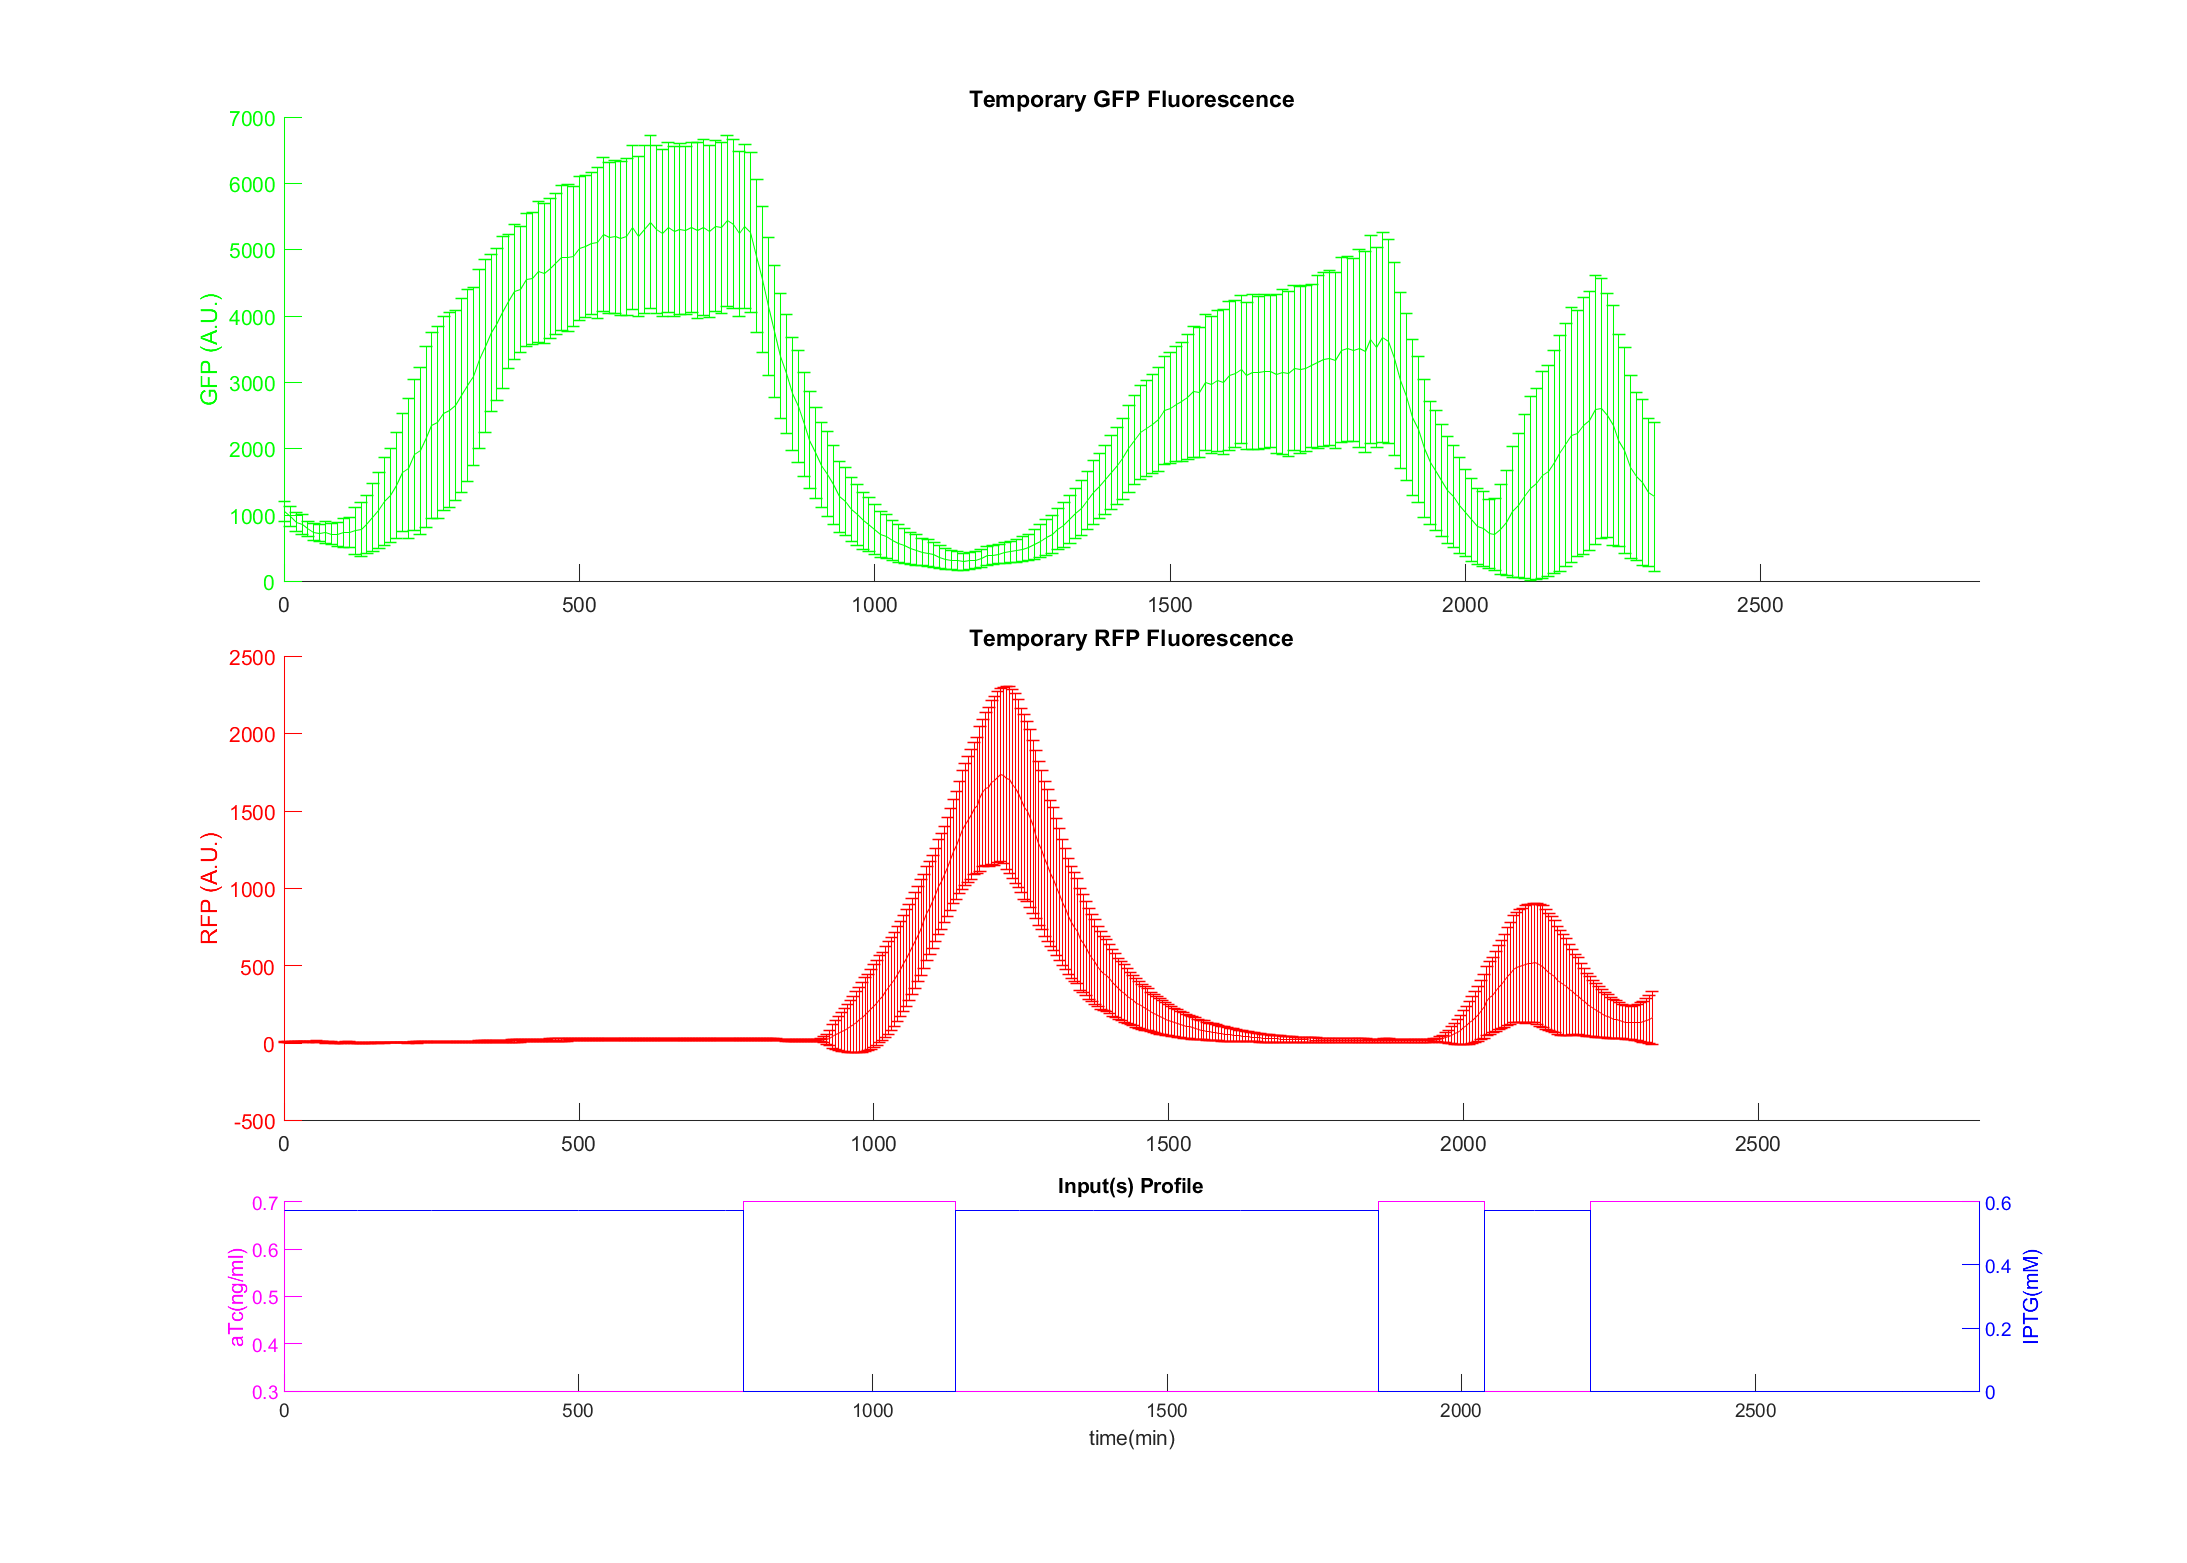 Temporary GFP Fluorescence
7000
6000
5000
4000
3000
2000
1000
0
GFP (A.U.)
0 500 1000 1500 2000 2500
Temporary RFP Fluorescence
2500
2000
1500
1000
500
0
-500
RFP (A.U.)
0 500 1000 1500 2000 2500
Input(s) Profile
0.7
0.6
0.5
0.4
0.3
aTc(ng/ml)
0.6
0.4
0.2
0
IPTG(mM)
0 500 1000 1500 2000 2500
time(min)